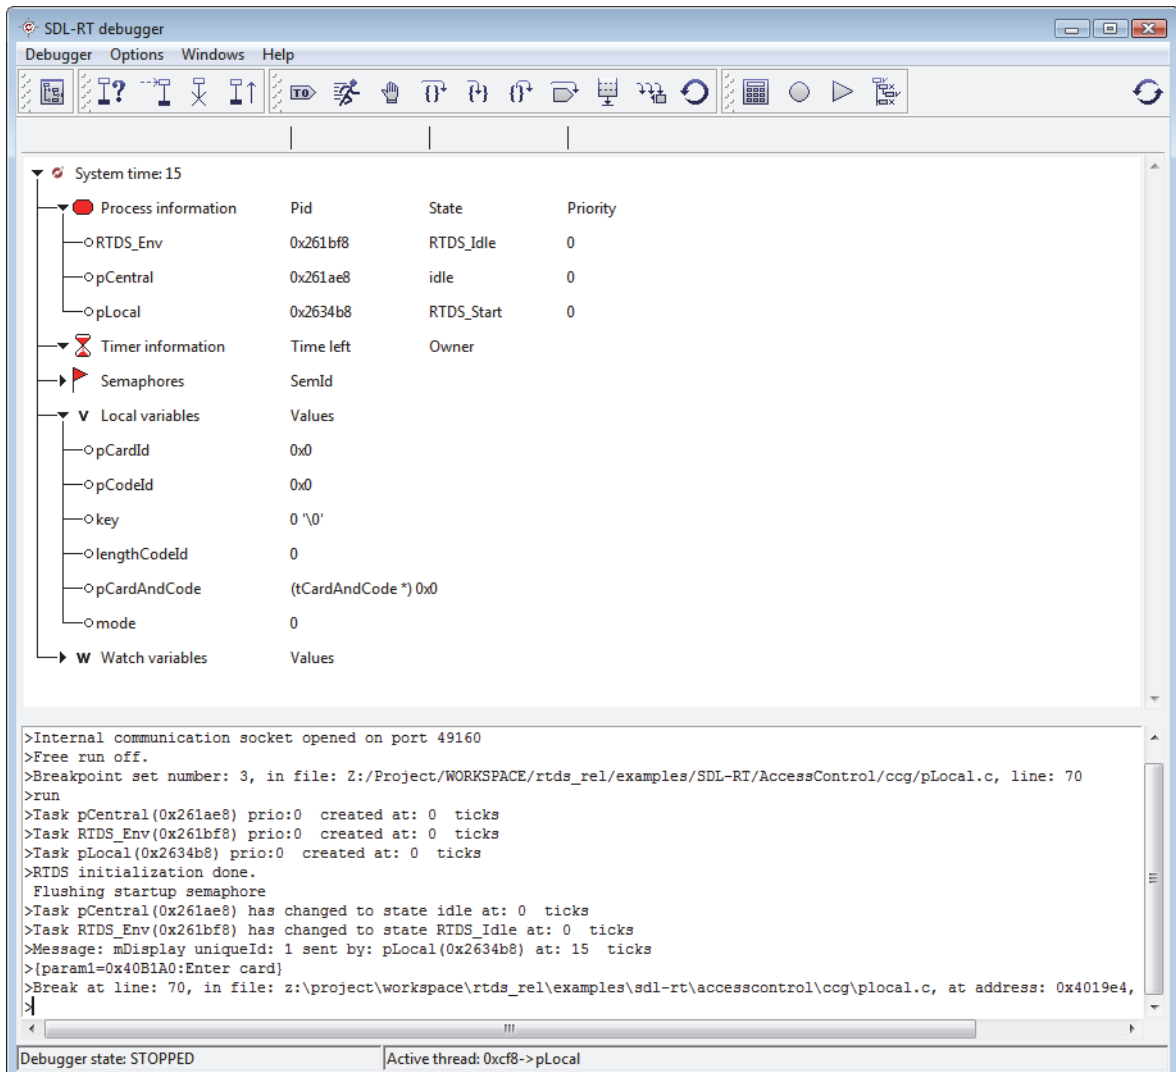 SDL-RT debugger
Debugger Options Windows Help
I? I I I↑ TO
System time: 15
Process information Pid State Priority
RTDS_Env 0x261bf8 RTDS_Idle 0
pCentral 0x261ae8 idle 0
pLocal 0x2634b8 RTDS_Start 0
Timer information Time left Owner
Semaphores SemId
V Local variables Values
pCardId 0x0
pCodeId 0x0
key 0 '\0'
lengthCodeId 0
pCardAndCode (tCardAndCode *) 0x0
mode 0
W Watch variables Values
>Internal communication socket opened on port 49160
>Free run off.
>Breakpoint set number: 3, in file: Z:/Project/WORKSPACE/rtds_rel/examples/SDL-RT/AccessControl/ccg/pLocal.c, line: 70
>run
>Task pCentral(0x261ae8) prio:0 created at: 0 ticks
>Task RTDS_Env(0x261bf8) prio:0 created at: 0 ticks
>Task pLocal(0x2634b8) prio:0 created at: 0 ticks
>RTDS initialization done.
Flushing startup semaphore
>Task pCentral(0x261ae8) has changed to state idle at: 0 ticks
>Task RTDS_Env(0x261bf8) has changed to state RTDS_Idle at: 0 ticks
>Message: mDisplay uniqueId: 1 sent by: pLocal(0x2634b8) at: 15 ticks
>{param1=0x40B1A0:Enter card}
>Break at line: 70, in file: z:\project\workspace\rtds_rel\examples\sdl-rt\accesscontrol\ccg\plocal.c, at address: 0x4019e4,
>
Debugger state: STOPPED Active thread: 0xcf8->pLocal